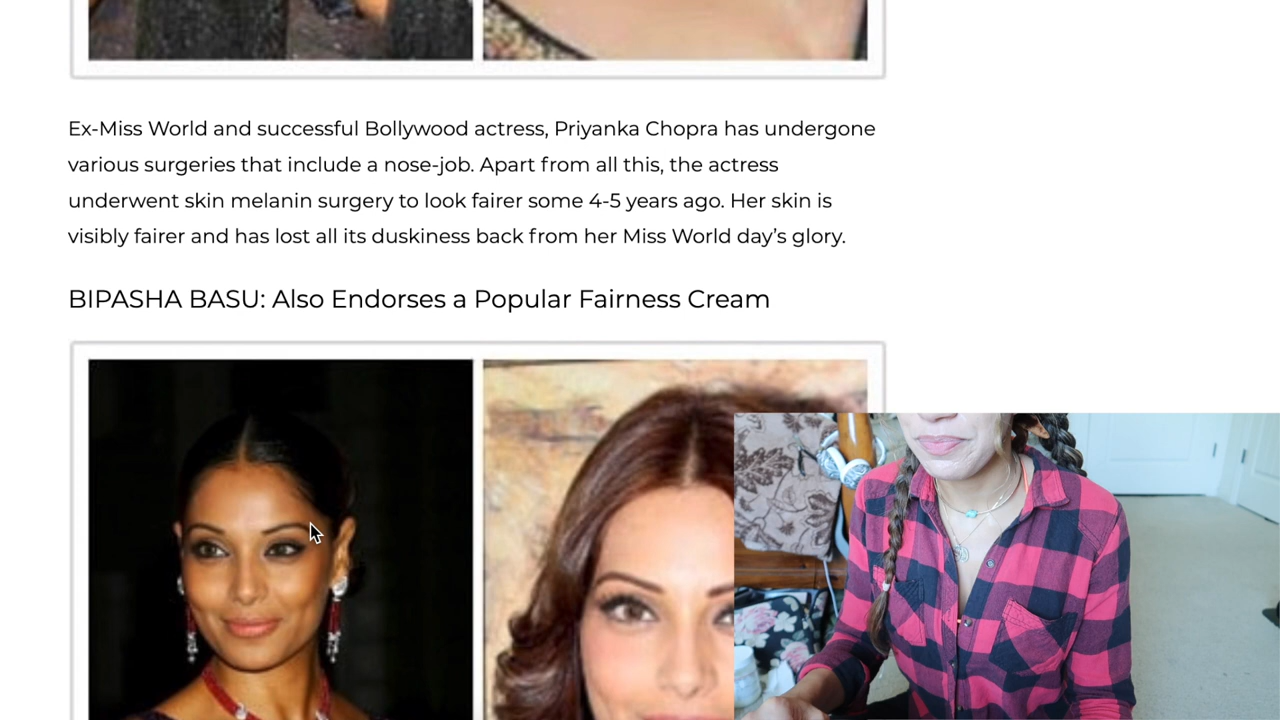 Ex-Miss World and successful Bollywood actress, Priyanka Chopra has undergone
various surgeries that include a nose-job. Apart from all this, the actress
underwent skin melanin surgery to look fairer some 4-5 years ago. Her skin is
visibly fairer and has lost all its duskiness back from her Miss World day’s glory.
BIPASHA BASU: Also Endorses a Popular Fairness Cream